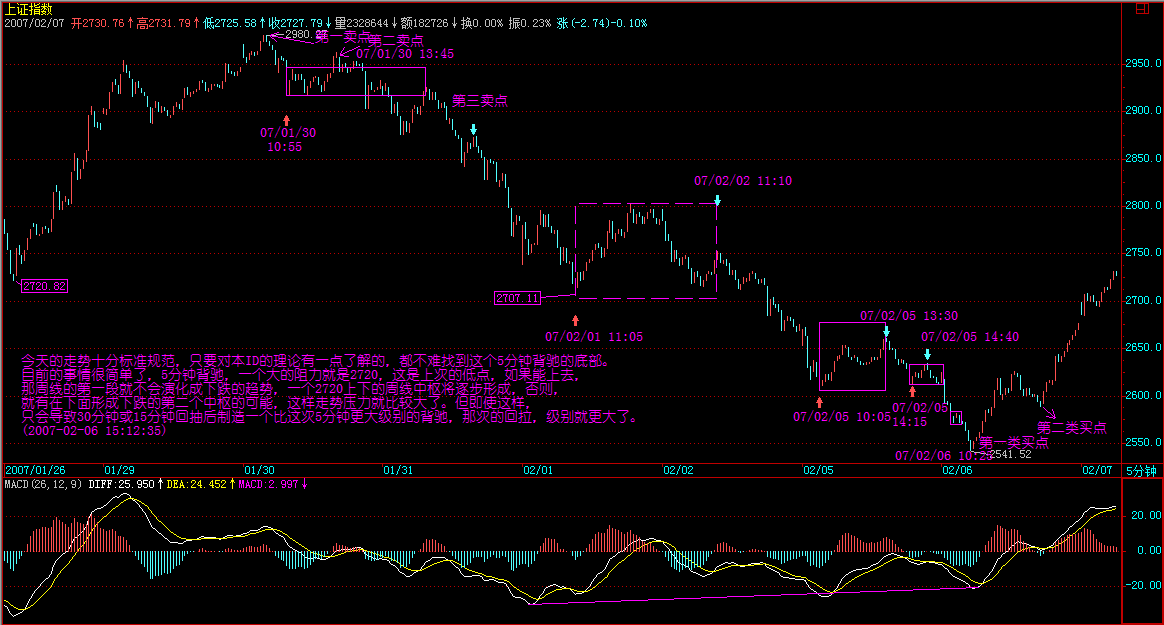 上证指数
2007/02/07 开2730.76↑高2731.79↑低2725.58↑收2727.79↓量2328644↓额182726↓换0.00% 振0.23% 涨(-2.74)-0.10%
2980.27
第一卖点
第二卖点
07/01/30 13:45
2950.0
第三卖点
2900.0
07/01/30
10:55
2850.0
07/02/02 11:10
2800.0
2750.0
2720.82
2707.11
2700.0
07/02/05 13:30
07/02/01 11:05
07/02/05 14:40
2650.0
今天的走势十分标准规范，只要对本ID的理论有一点了解的，都不难找到这个5分钟背驰的底部。
目前的事情很简单了，5分钟背驰，一个大的阻力就是2720，这是上次的低点，如果能上去，
那周线的第一段就不会演化成下跌的趋势，一个2720上下的周线中枢将逐步形成，否则，
就有在下面形成下跌的第二个中枢的可能，这样走势压力就比较大了。但即使这样，
只会导致30分钟或15分钟回抽后制造一个比这次5分钟更大级别的背驰，那次的回拉，级别就更大了。
(2007-02-06 15:12:35)
2600.0
07/02/05 10:05
07/02/05
14:15
第二类买点
第一类买点
2550.0
07/02/06 10:25
2541.52
2007/01/26
01/29
01/30
01/31
02/01
02/02
02/05
02/06
02/07
5分钟
MACD(26,12,9) DIFF:25.950↑DEA:24.452↑MACD:2.997↓
20.00
0.00
-20.00